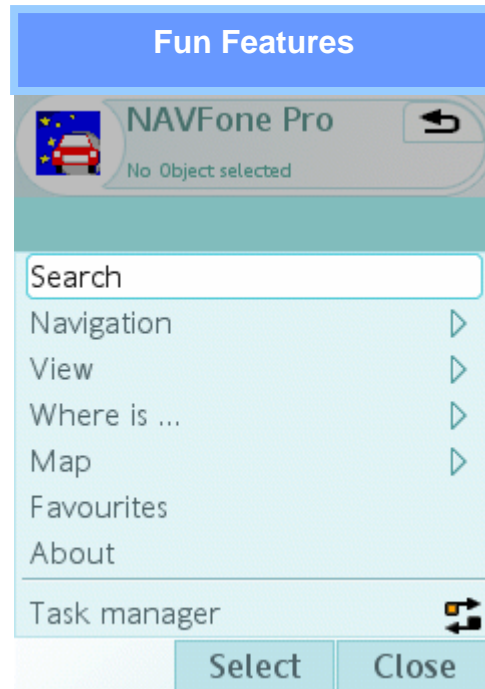 Fun Features
NAVFone Pro
No Object selected
Search
Navigation
View
Where is ...
Map
Favourites
About
Task manager
Select Close